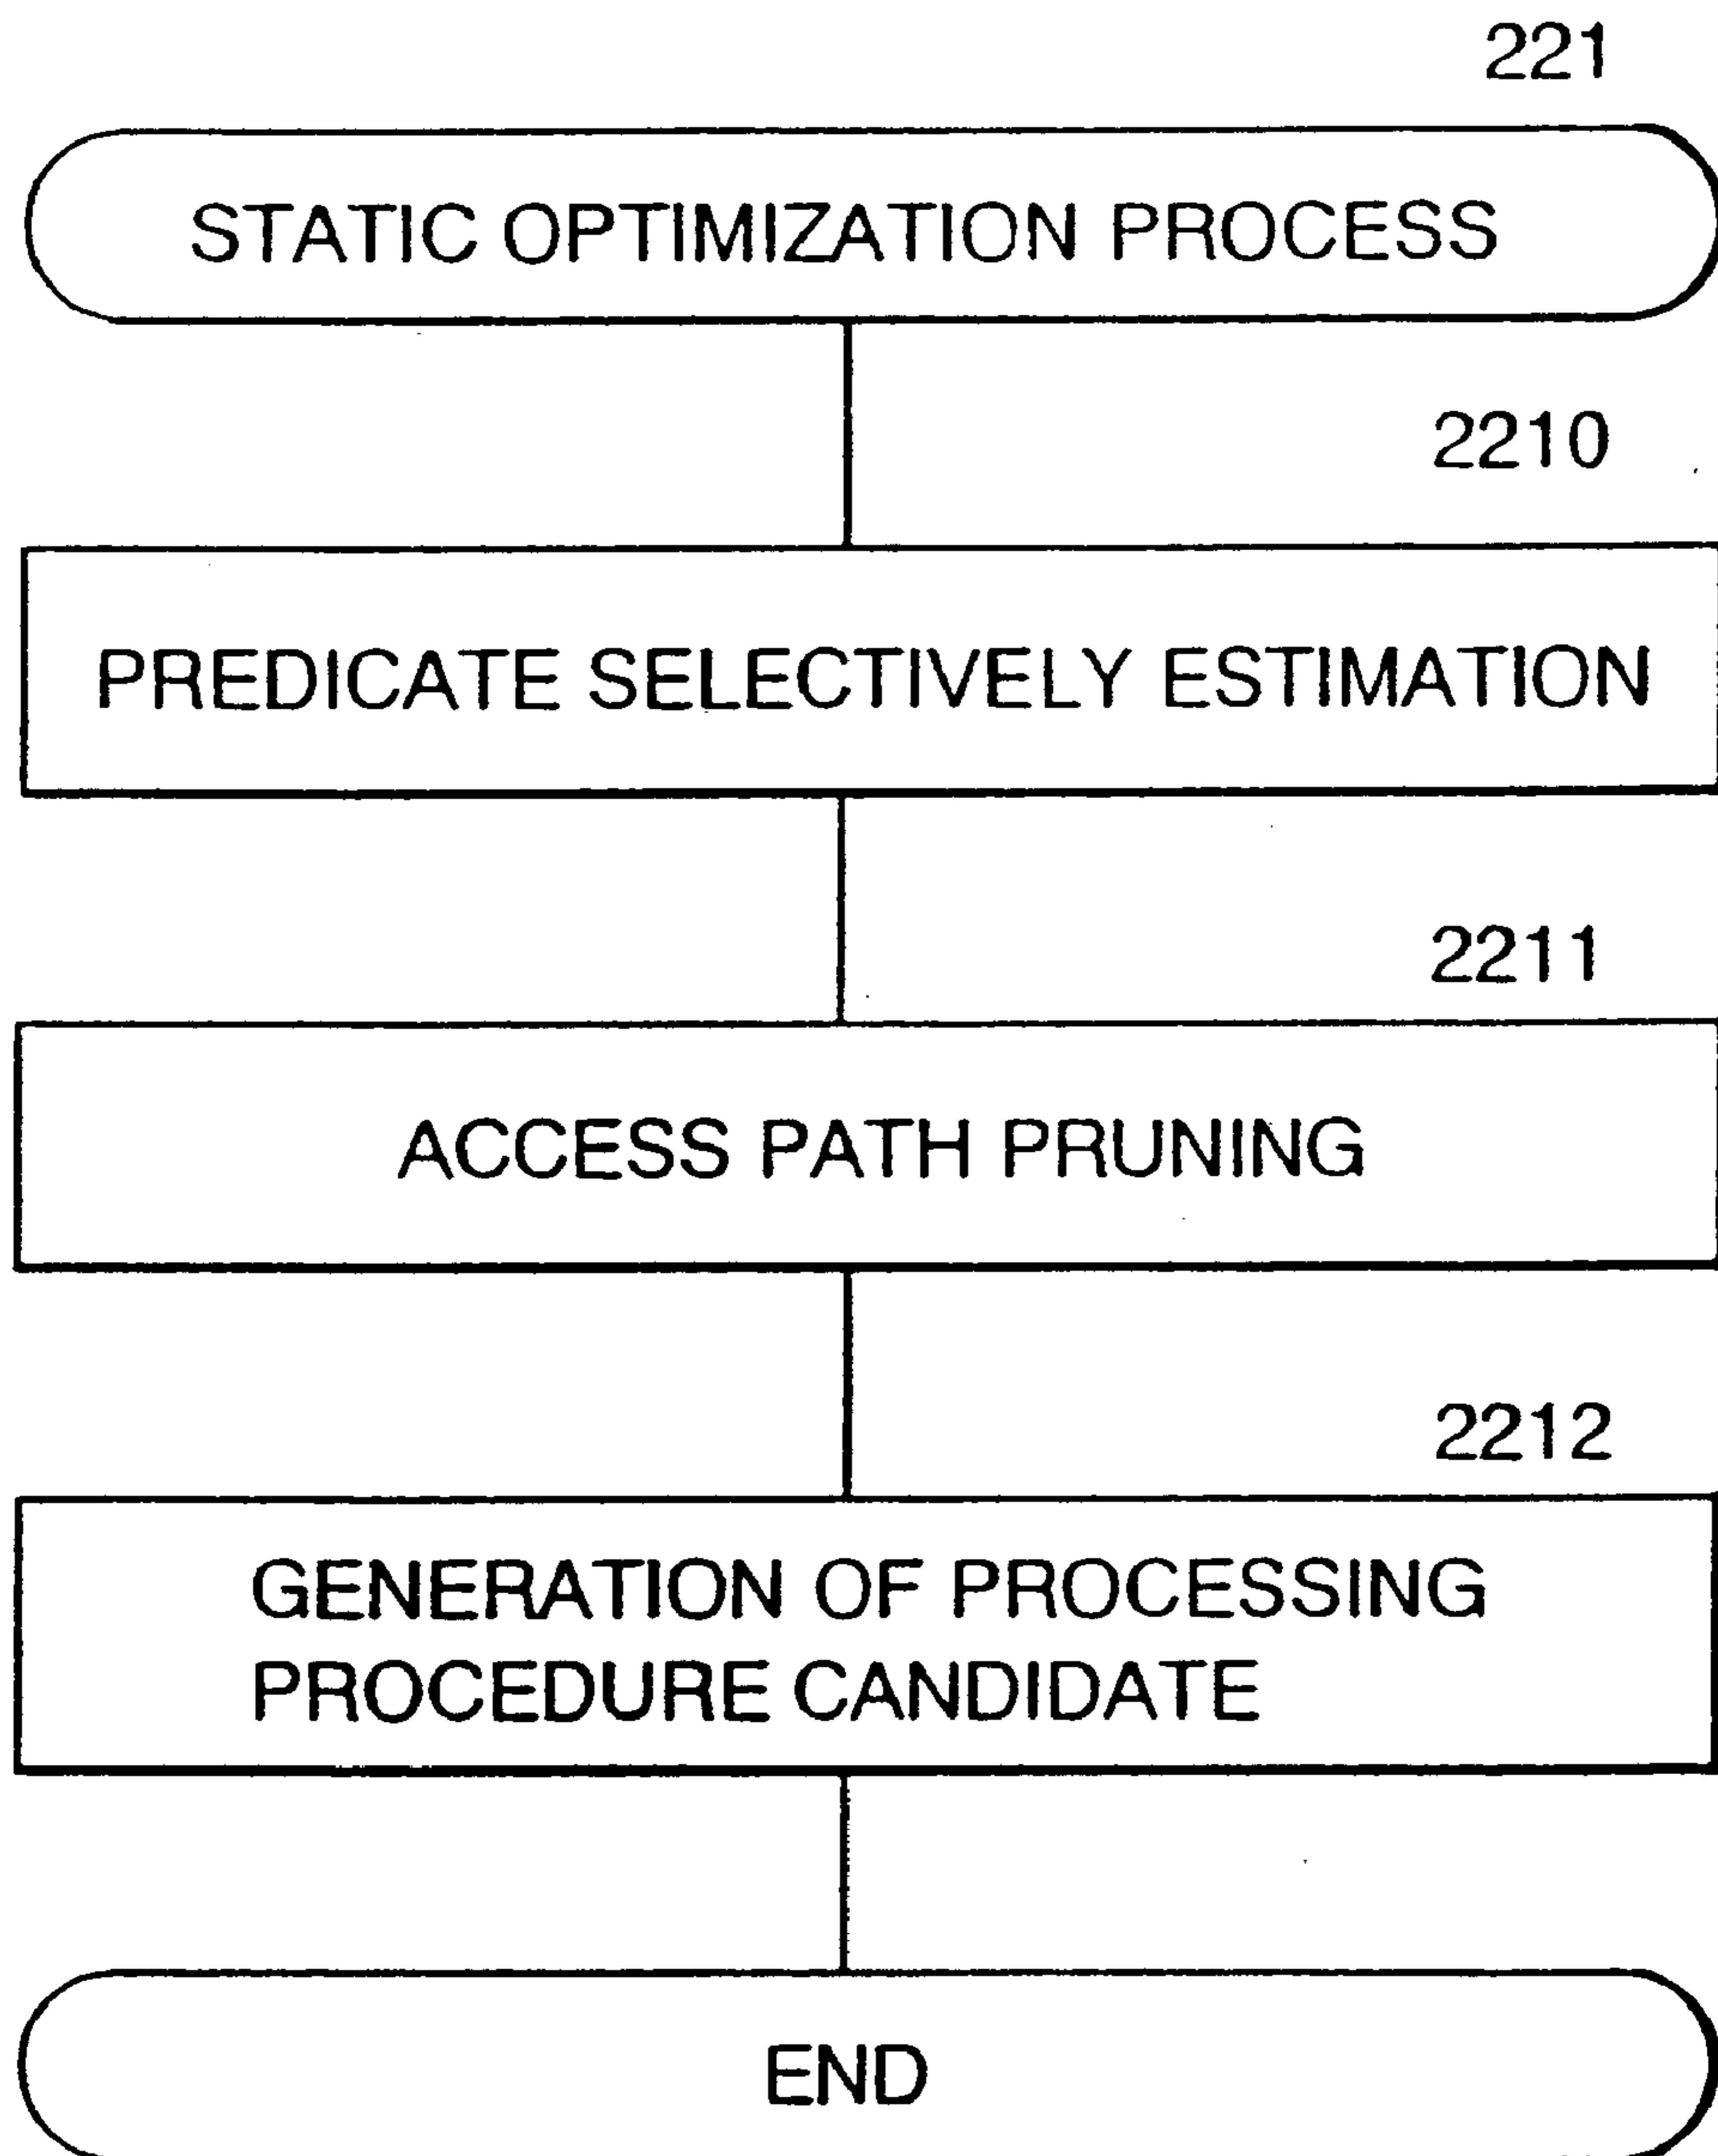 221
STATIC OPTIMIZATION PROCESS
2210
PREDICATE SELECTIVELY ESTIMATION
2211
ACCESS PATH PRUNING
2212
GENERATION OF PROCESSING
PROCEDURE CANDIDATE
END